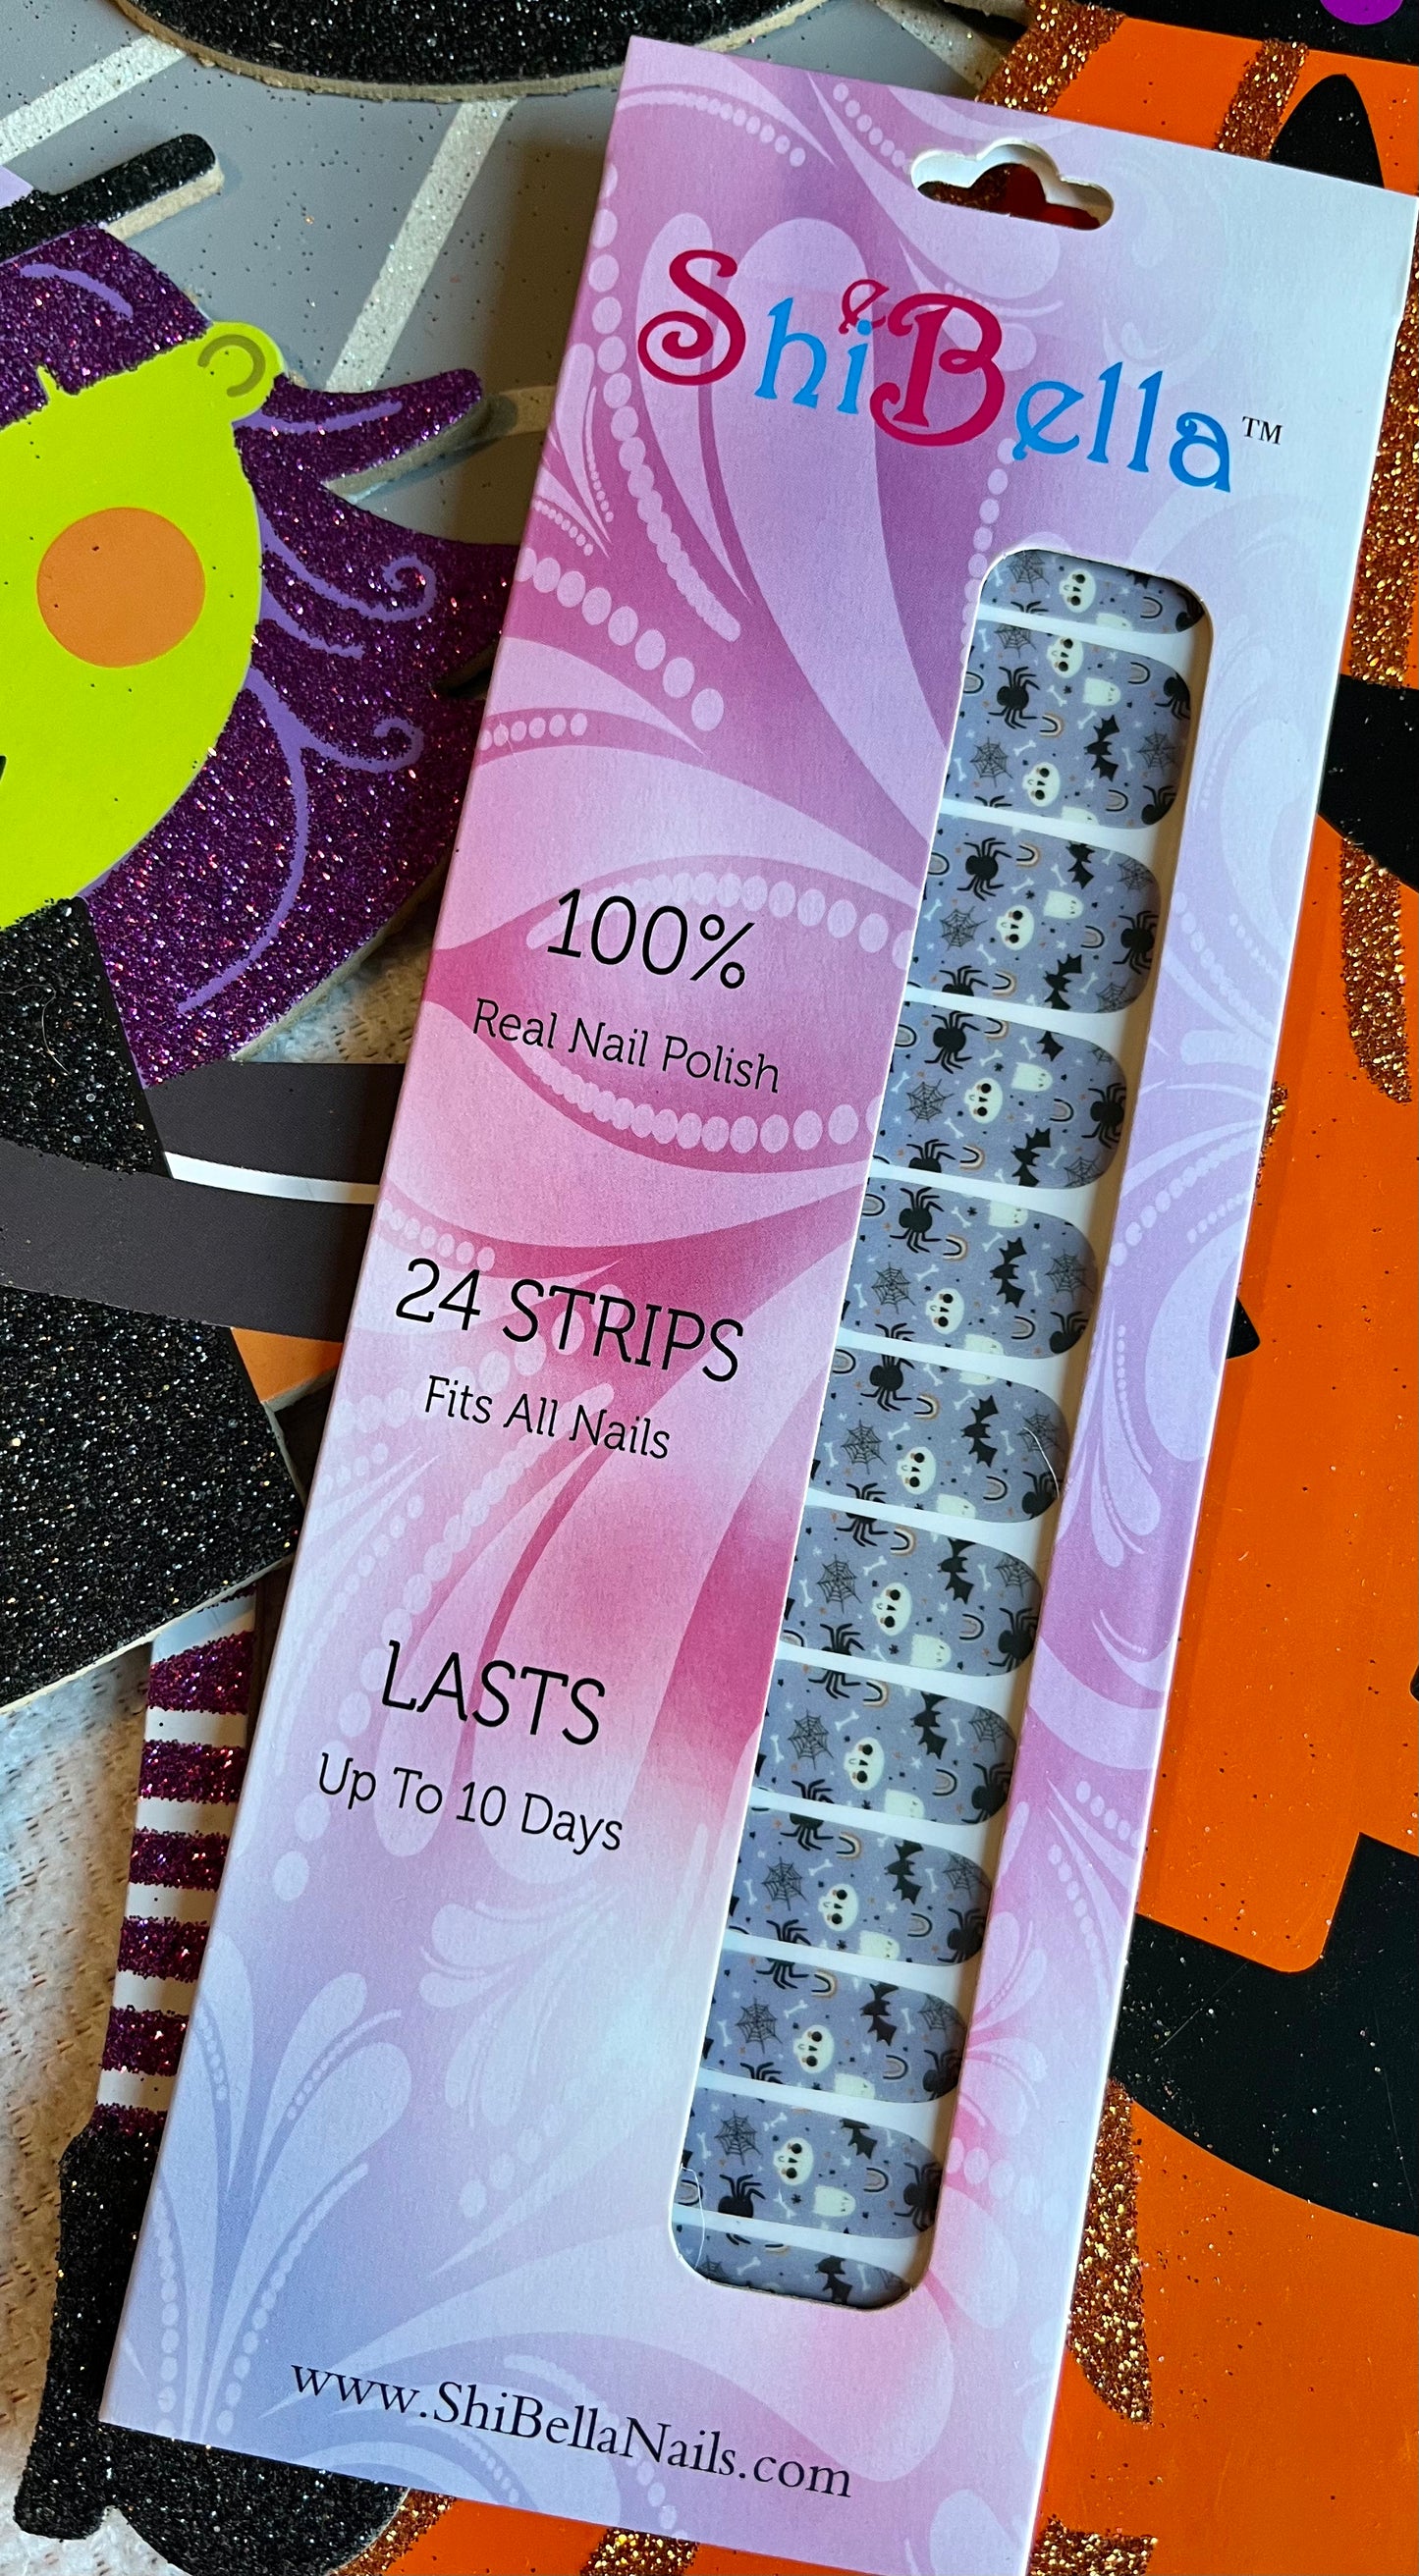 ShiBella™
100%
Real Nail Polish
24 STRIPS
Fits All Nails
LASTS
Up To 10 Days
www.ShiBellaNails.com